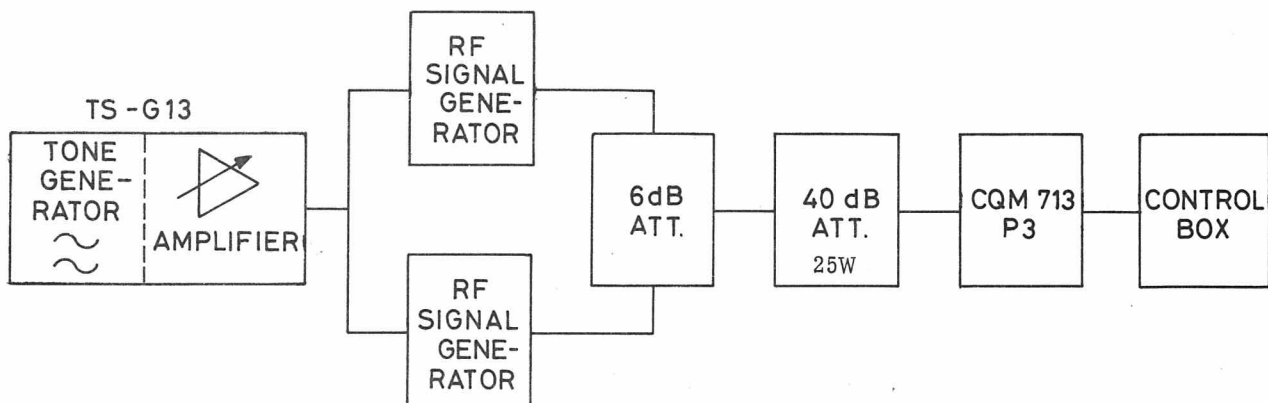 TS-G13
TONE
GENE-
RATOR
AMPLIFIER
RF
SIGNAL
GENE-
RATOR
RF
SIGNAL
GENE-
RATOR
6dB
ATT.
40 dB
ATT.
25W
CQM 713
P3
CONTROL
BOX